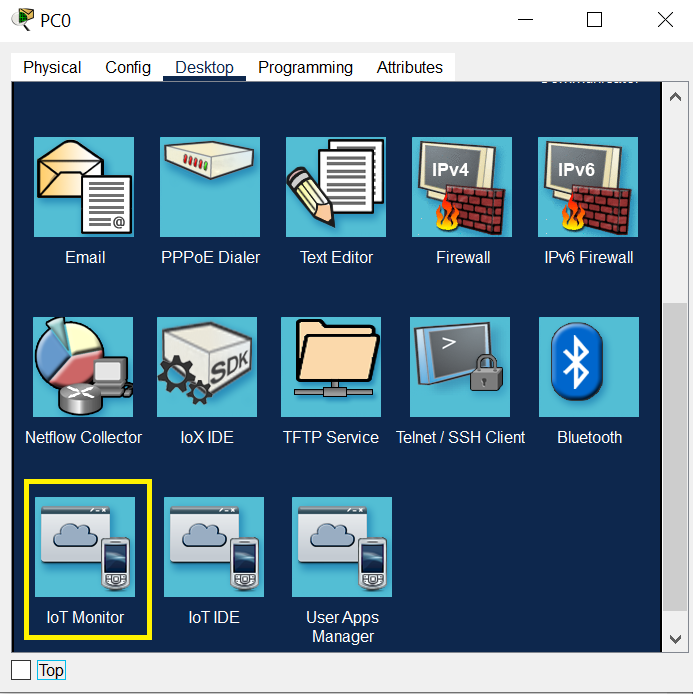 PC0
Physical Config Desktop Programming Attributes
IPv4 IPv6
@
Email PPPoE Dialer Text Editor Firewall IPv6 Firewall
SDK
>
Netflow Collector IoX IDE TFTP Service Telnet / SSH Client Bluetooth
IoT Monitor IoT IDE User Apps
Manager
Top